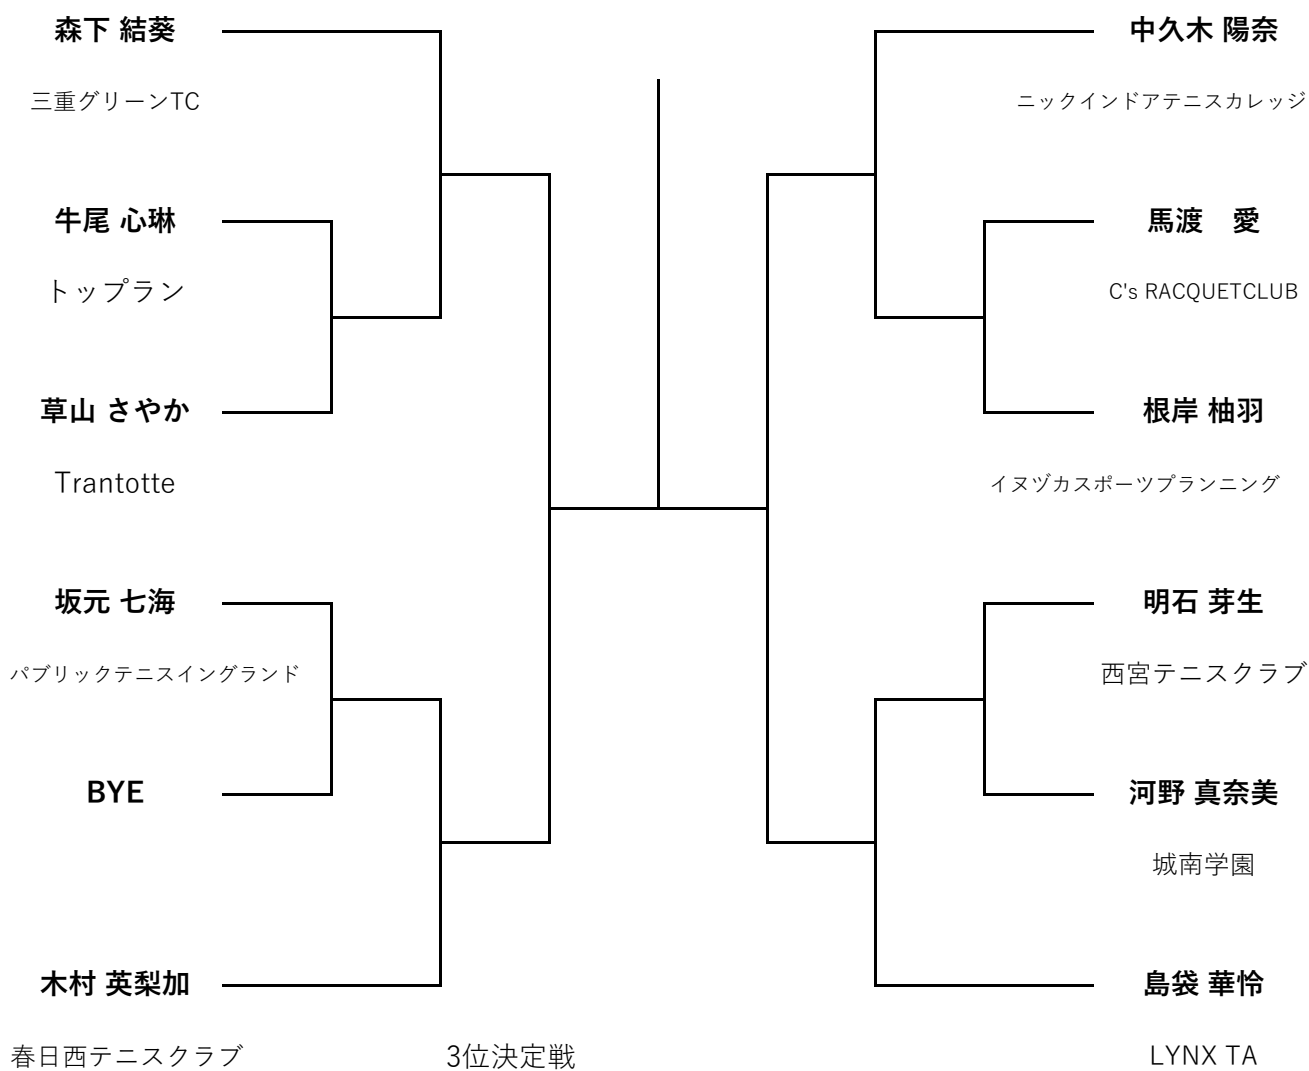 森下 結葵
三重グリーンTC
牛尾 心琳
トップラン
草山 さやか
Trantotte
坂元 七海
パブリックテニスイングランド
BYE
木村 英梨加
春日西テニスクラブ
3位決定戦
中久木 陽奈
ニックインドアテニスカレッジ
馬渡　愛
C's RACQUETCLUB
根岸 柚羽
イヌヅカスポーツプランニング
明石 芽生
西宮テニスクラブ
河野 真奈美
城南学園
島袋 華怜
LYNX TA